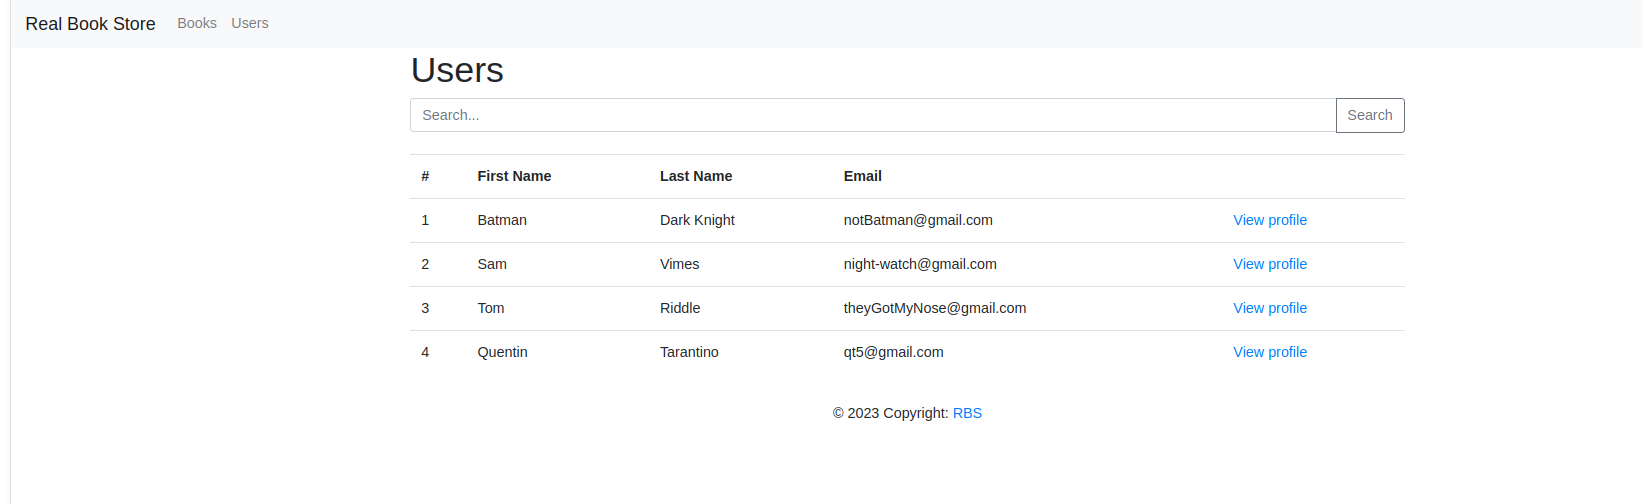 Real Book Store Books Users
Users
Search... Search
# First Name Last Name Email
1 Batman Dark Knight notBatman@gmail.com View profile
2 Sam Vimes night-watch@gmail.com View profile
3 Tom Riddle theyGotMyNose@gmail.com View profile
4 Quentin Tarantino qt5@gmail.com View profile
© 2023 Copyright: RBS